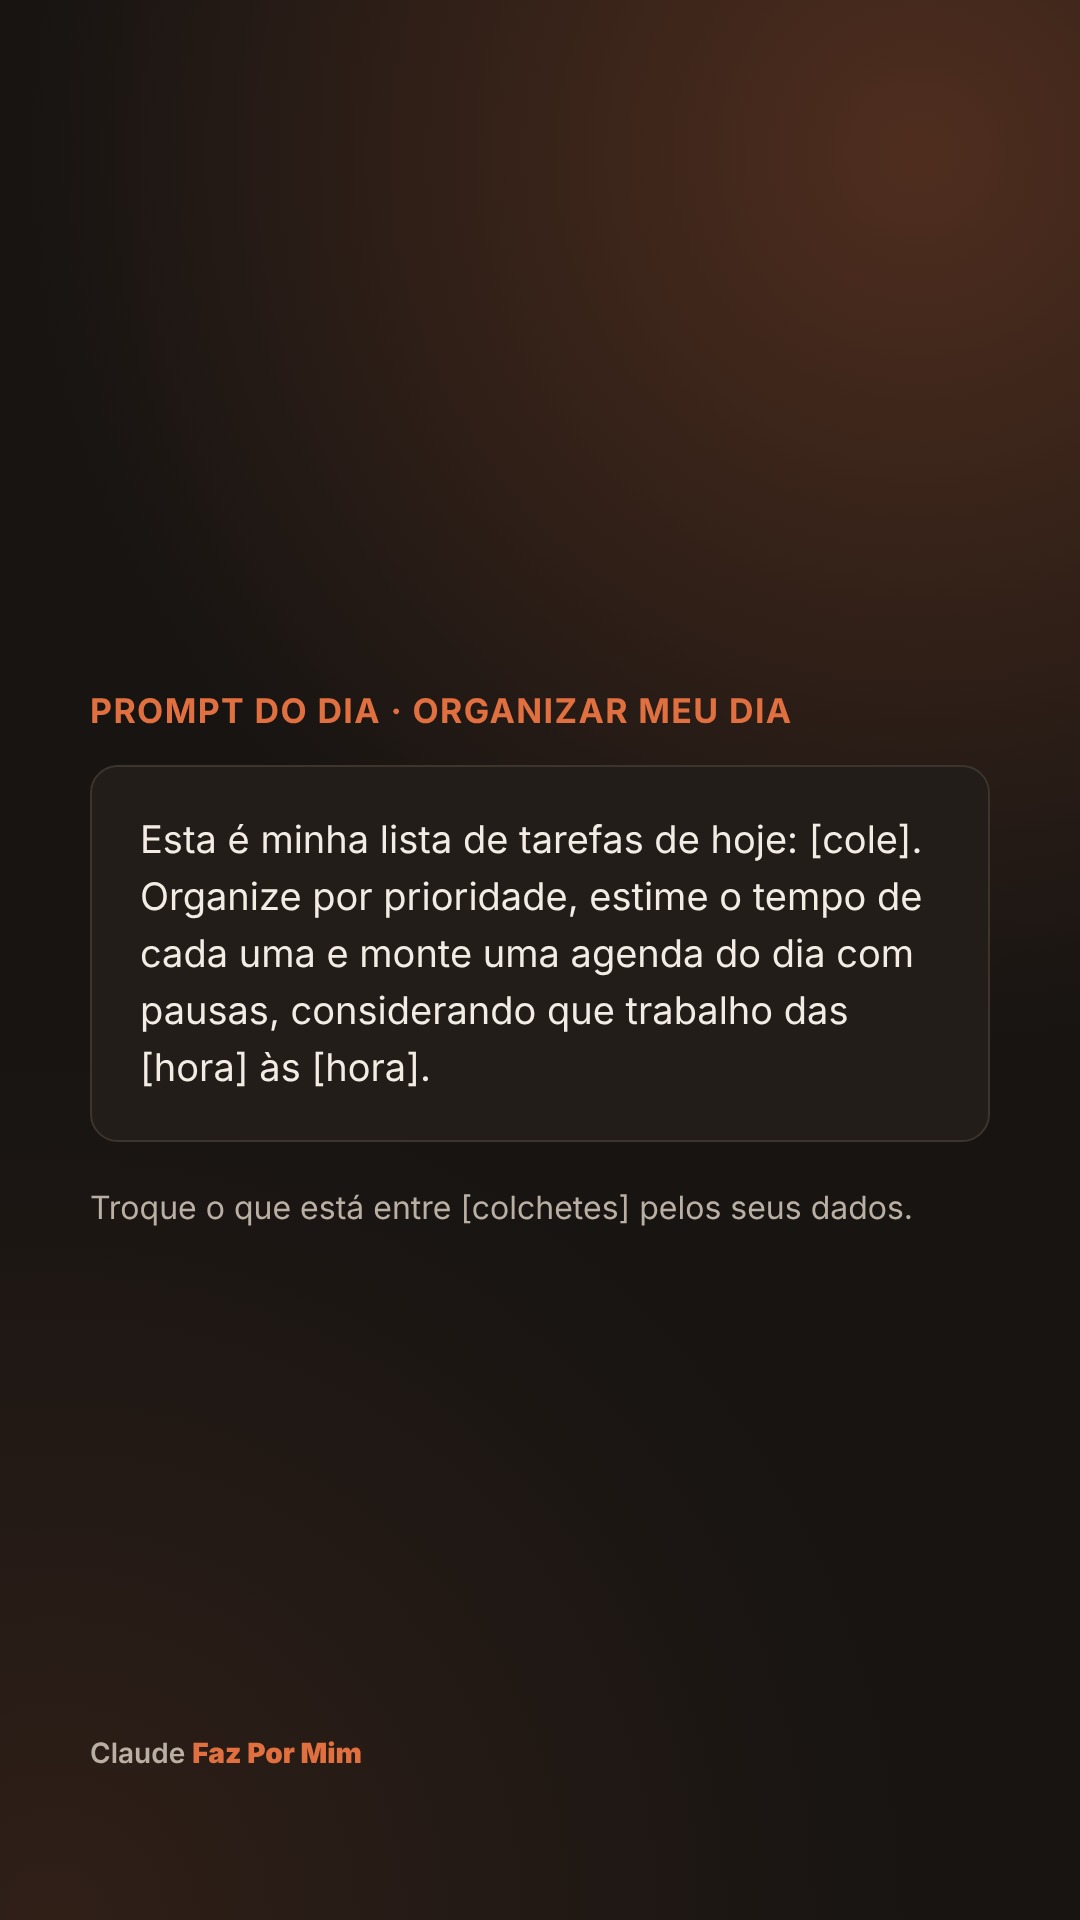 PROMPT DO DIA · ORGANIZAR MEU DIA
Esta é minha lista de tarefas de hoje: [cole].
Organize por prioridade, estime o tempo de
cada uma e monte uma agenda do dia com
pausas, considerando que trabalho das
[hora] às [hora].
Troque o que está entre [colchetes] pelos seus dados.
Claude Faz Por Mim